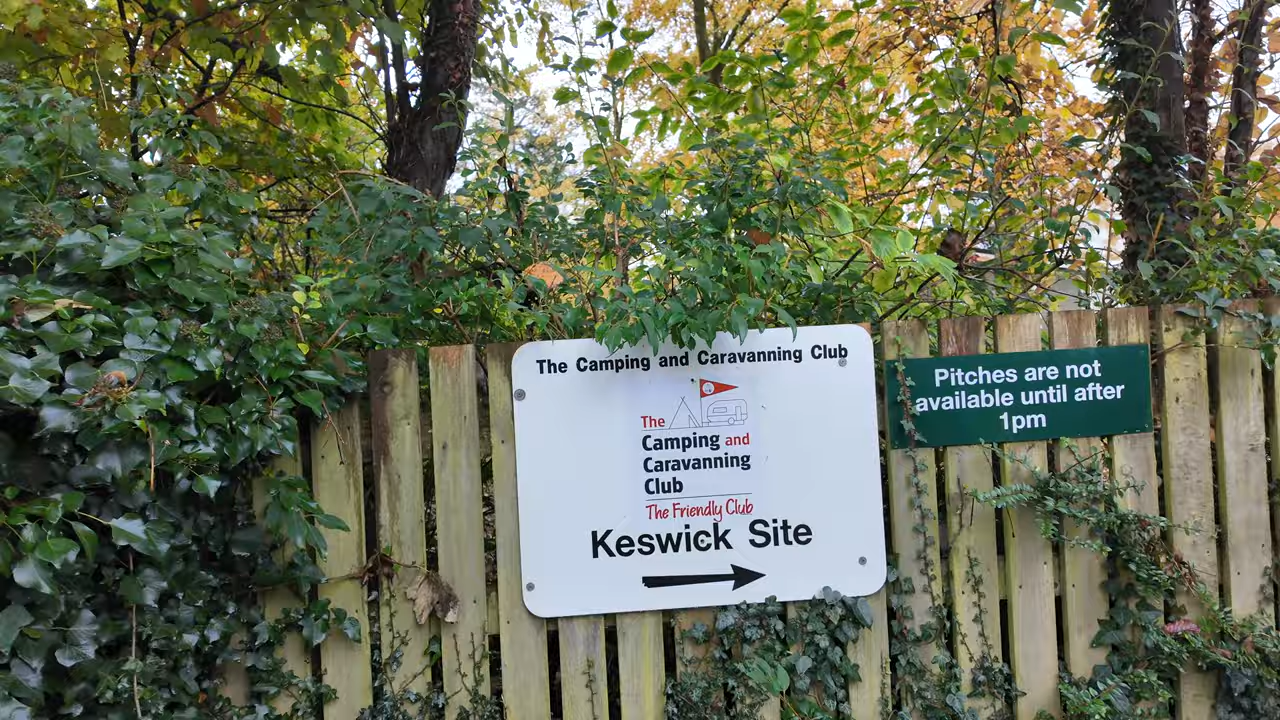 The Camping and Caravanning Club
The
Camping and
Caravanning
Club
The Friendly Club
Keswick Site
Pitches are not
available until after
1pm